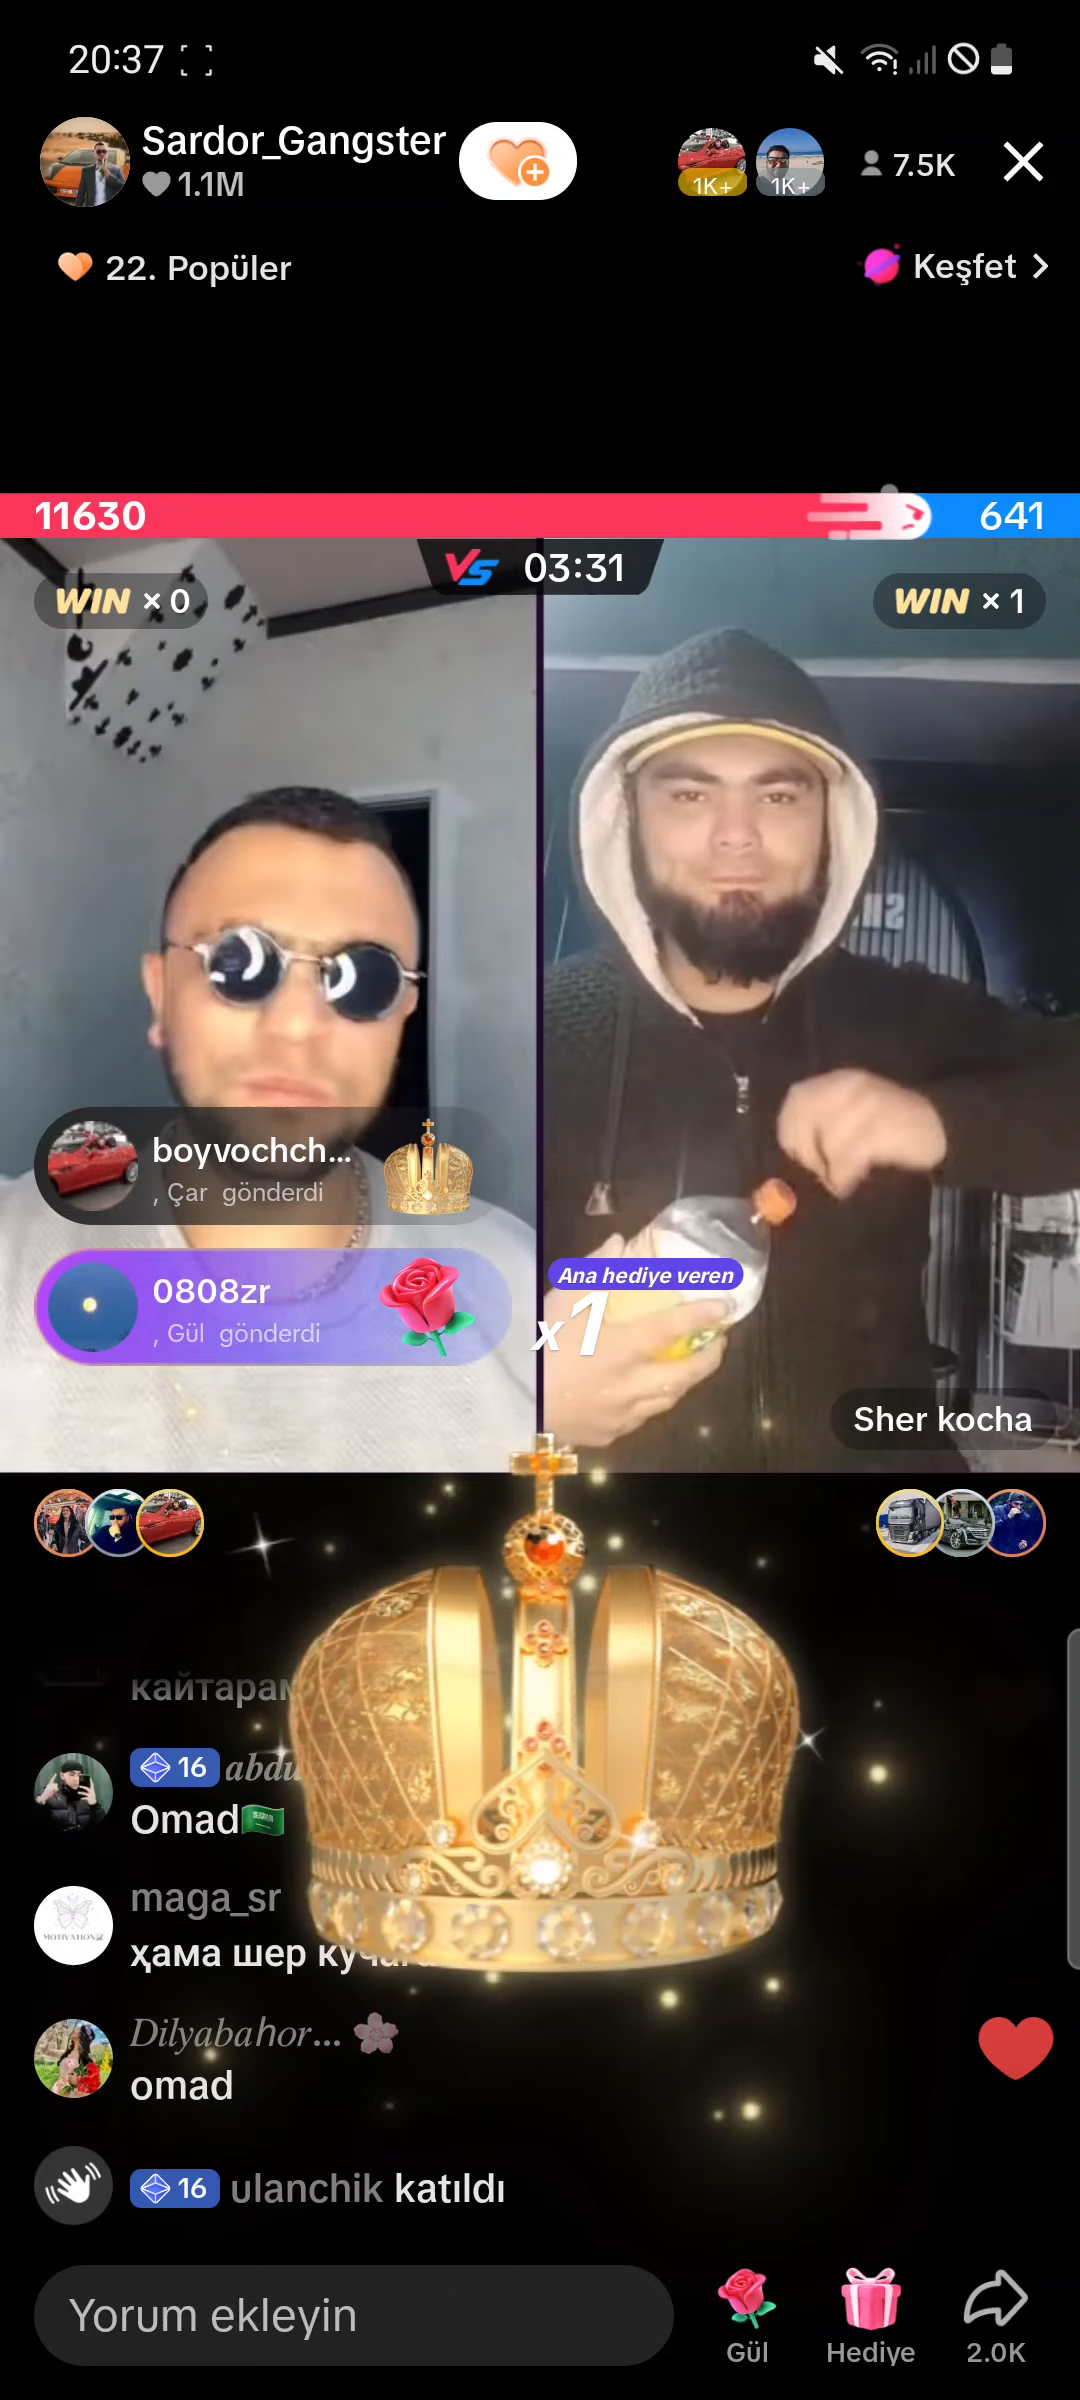 20:37
Sardor_Gangster
1.1M
1K+
1K+
7.5K
22. Popüler
Keşfet
11630
641
VS 03:31
WIN × 0
WIN × 1
boyvochch...
, Çar gönderdi
0808zr
, Gül gönderdi
Ana hediye veren
x1
Sher kocha
кайтарам
16 abdu
Omad🇸🇦
maga_sr
ҳама шер
Dilyabahor... 🌸
omad
16 ulanchik katıldı
Yorum ekleyin
Gül
Hediye
2.0K